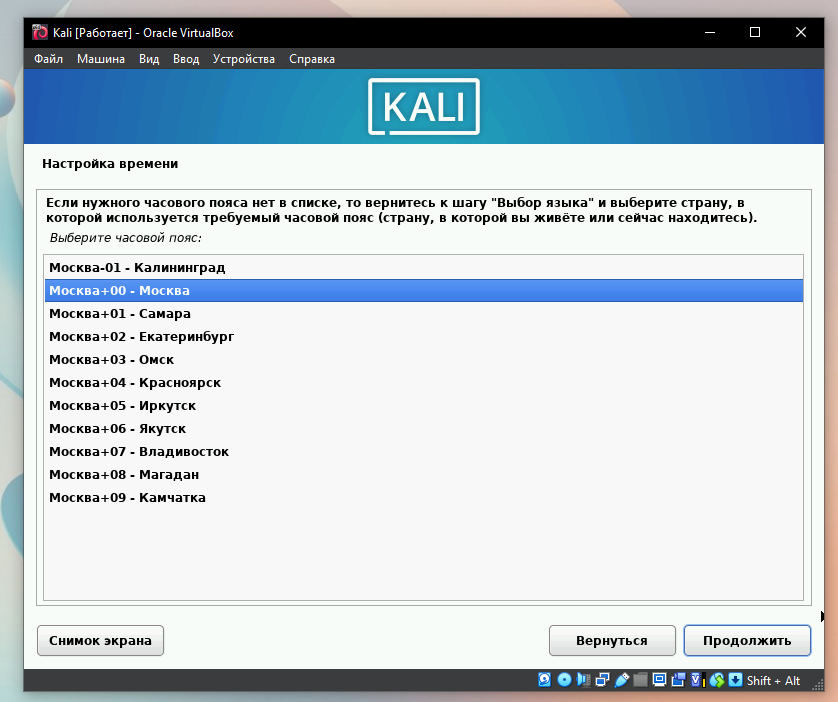 Kali [Работает] - Oracle VirtualBox
Файл Машина Вид Ввод Устройства Справка
KALI
Настройка времени
Если нужного часового пояса нет в списке, то вернитесь к шагу "Выбор языка" и выберите страну, в
которой используется требуемый часовой пояс (страну, в которой вы живёте или сейчас находитесь).
Выберите часовой пояс:
Москва-01 - Калининград
Москва+00 - Москва
Москва+01 - Самара
Москва+02 - Екатеринбург
Москва+03 - Омск
Москва+04 - Красноярск
Москва+05 - Иркутск
Москва+06 - Якутск
Москва+07 - Владивосток
Москва+08 - Магадан
Москва+09 - Камчатка
Снимок экрана Вернуться Продолжить
Shift + Alt